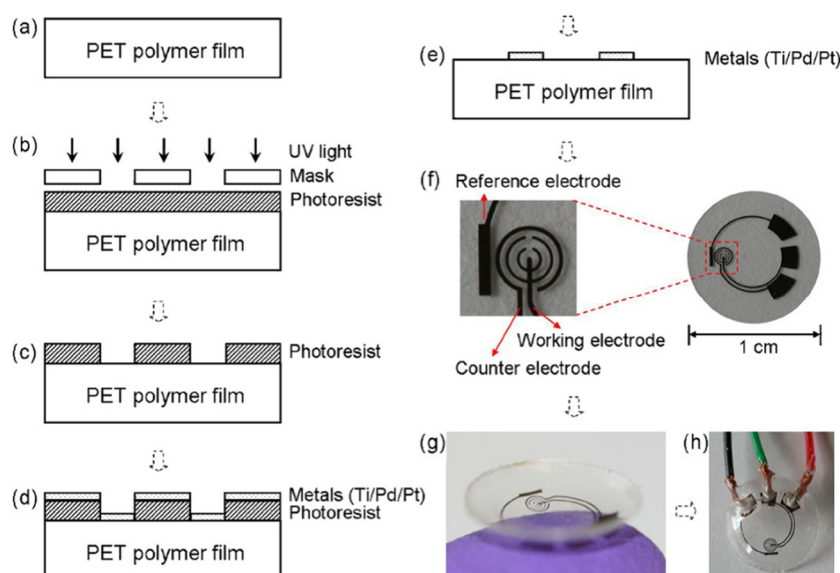 (a)
PET polymer film
(b)
UV light
Mask
Photoresist
PET polymer film
(c)
Photoresist
PET polymer film
(d)
Metals (Ti/Pd/Pt)
Photoresist
PET polymer film
(e)
Metals (Ti/Pd/Pt)
PET polymer film
(f)
Reference electrode
Working electrode
Counter electrode
1 cm
(g)
(h)